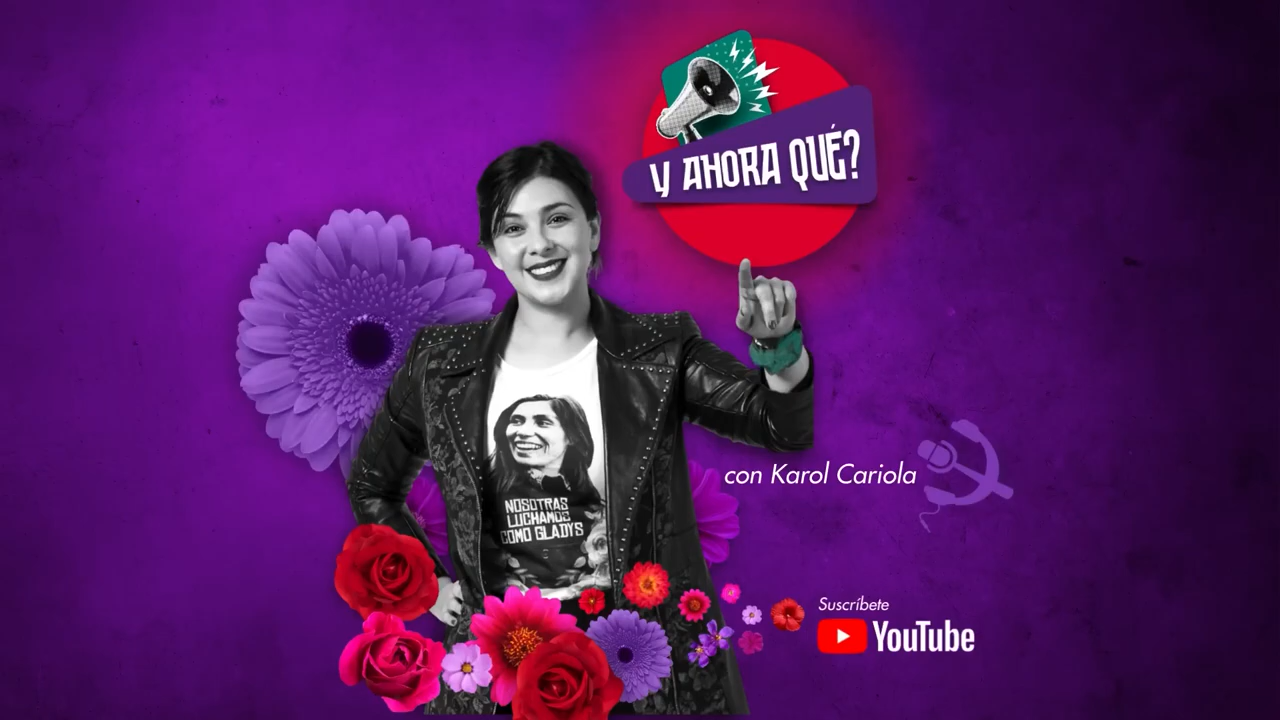 Y AHORA QUÉ?
con Karol Cariola
NOSOTRAS
LUCHAMOS
COMO GLADYS
Suscríbete
YouTube